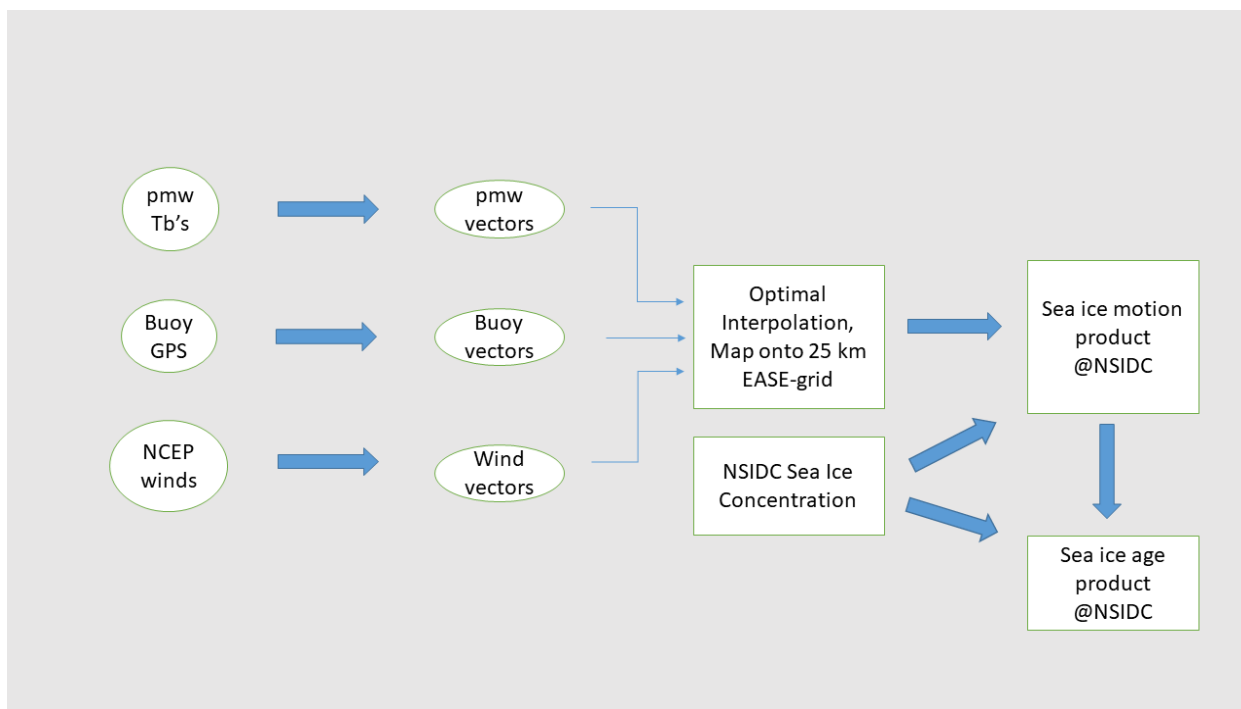 pmw
Tb's
pmw
vectors
Buoy
GPS
Buoy
vectors
NCEP
winds
Wind
vectors
Optimal
Interpolation,
Map onto 25 km
EASE-grid
NSIDC Sea Ice
Concentration
Sea ice motion
product
@NSIDC
Sea ice age
product
@NSIDC